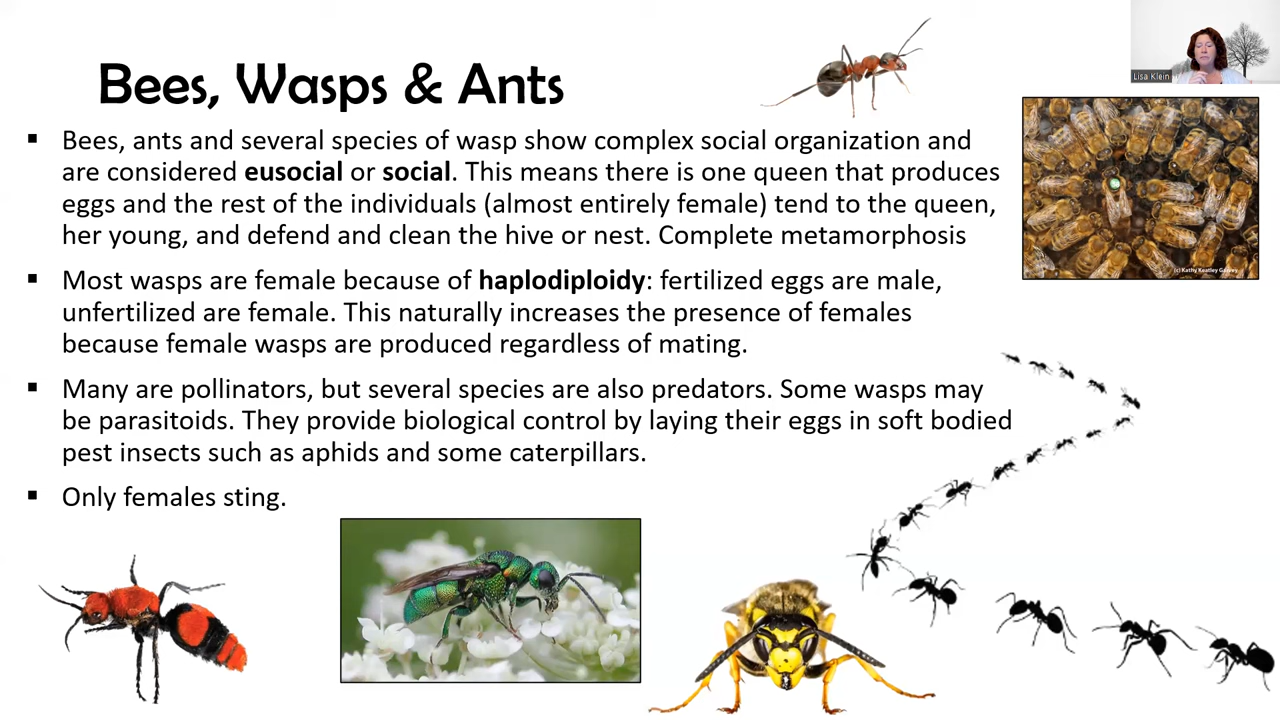 Bees, Wasps & Ants
Lisa Klein
▪ Bees, ants and several species of wasp show complex social organization and
are considered eusocial or social. This means there is one queen that produces
eggs and the rest of the individuals (almost entirely female) tend to the queen,
her young, and defend and clean the hive or nest. Complete metamorphosis
(c) Kathy Keatley Garvey
▪ Most wasps are female because of haplodiploidy: fertilized eggs are male,
unfertilized are female. This naturally increases the presence of females
because female wasps are produced regardless of mating.
▪ Many are pollinators, but several species are also predators. Some wasps may
be parasitoids. They provide biological control by laying their eggs in soft bodied
pest insects such as aphids and some caterpillars.
▪ Only females sting.